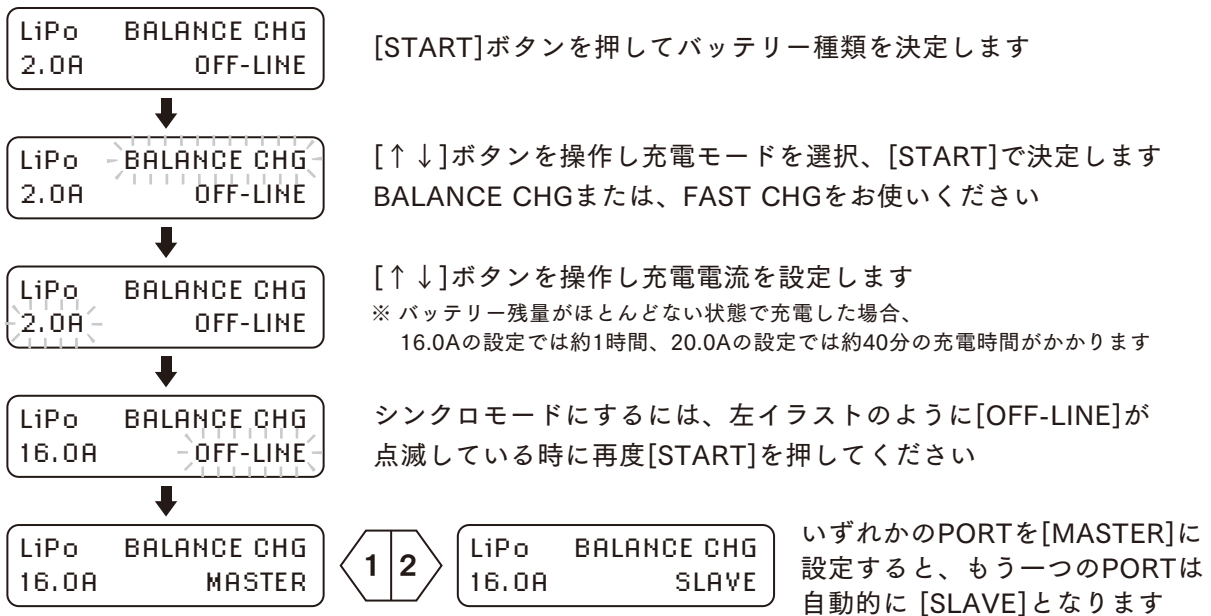 LiPo BALANCE CHG
2.0A OFF-LINE
[START]ボタンを押してバッテリー種類を決定します
LiPo BALANCE CHG
2.0A OFF-LINE
[↑↓]ボタンを操作し充電モードを選択、[START]で決定します
BALANCE CHGまたは、FAST CHGをお使いください
LiPo BALANCE CHG
2.0A OFF-LINE
[↑↓]ボタンを操作し充電電流を設定します
※ バッテリー残量がほとんどない状態で充電した場合、
16.0Aの設定では約1時間、20.0Aの設定では約40分の充電時間がかかります
LiPo BALANCE CHG
16.0A OFF-LINE
シンクロモードにするには、左イラストのように[OFF-LINE]が
点滅している時に再度[START]を押してください
LiPo BALANCE CHG
16.0A MASTER
1 2
LiPo BALANCE CHG
16.0A SLAVE
いずれかのPORTを[MASTER]に
設定すると、もう一つのPORTは
自動的に [SLAVE]となります